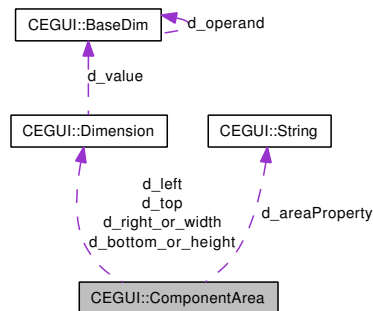 CEGUI::BaseDim
d_operand
d_value
CEGUI::Dimension
CEGUI::String
d_left
d_top
d_right_or_width
d_bottom_or_height
d_areaProperty
CEGUI::ComponentArea